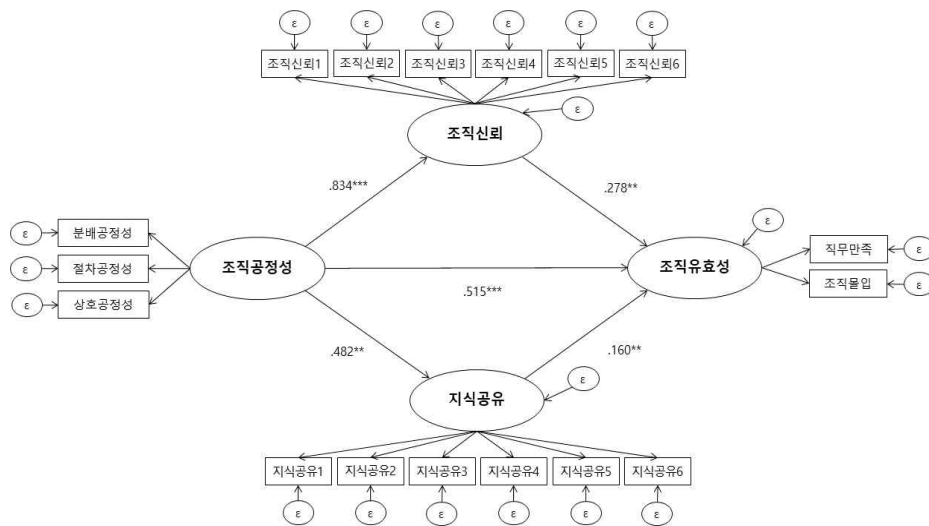 ε ε ε ε ε ε
조직신뢰1 조직신뢰2 조직신뢰3 조직신뢰4 조직신뢰5 조직신뢰6
ε
조직신뢰
.834***
.278**
ε
ε 분배공정성
직무만족 ε
ε 절차공정성
조직공정성
조직유효성
조직몰입 ε
ε 상호공정성
.515***
.482**
.160**
ε
지식공유
지식공유1 지식공유2 지식공유3 지식공유4 지식공유5 지식공유6
ε ε ε ε ε ε